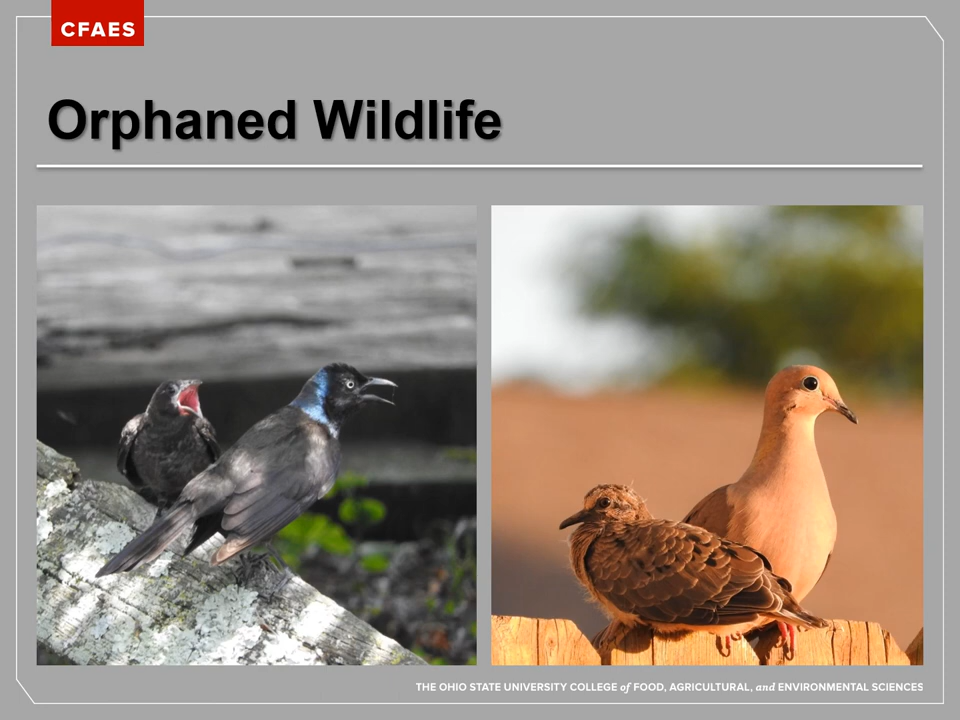 CFAES
Orphaned Wildlife
THE OHIO STATE UNIVERSITY COLLEGE of FOOD, AGRICULTURAL, and ENVIRONMENTAL SCIENCES